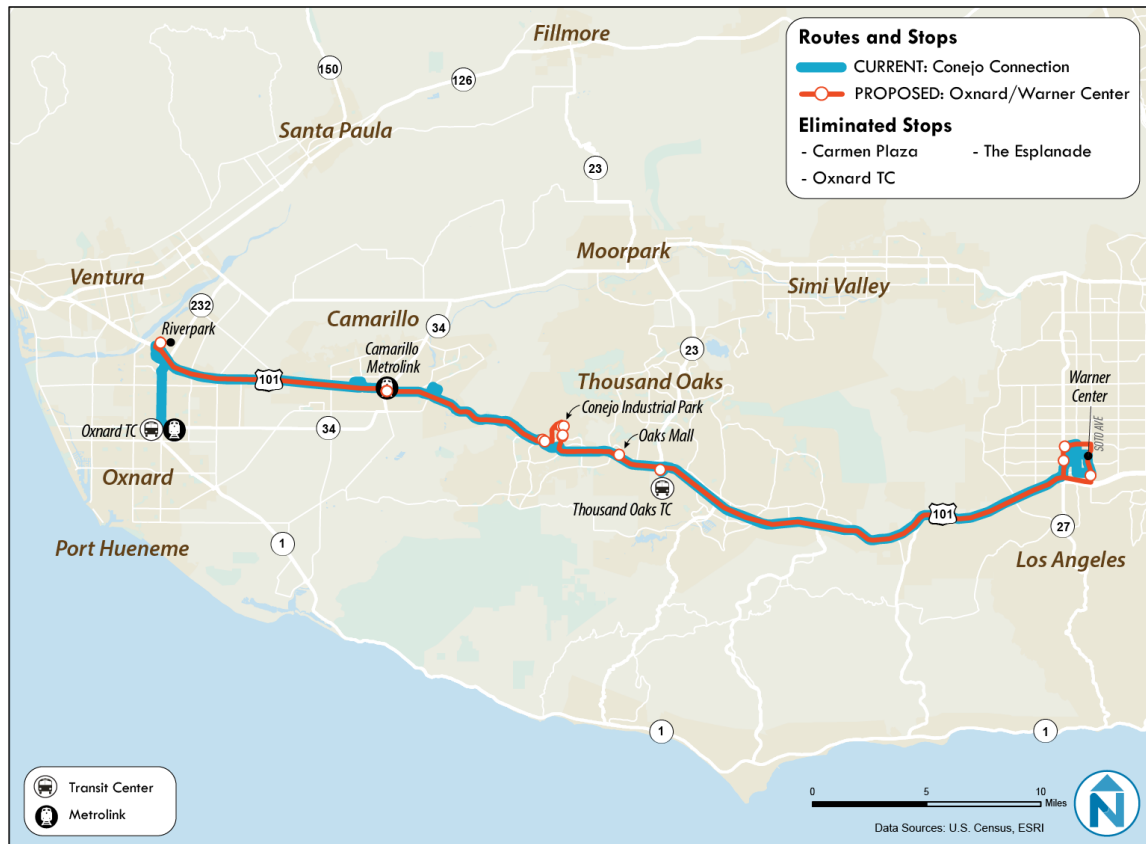 Routes and Stops
CURRENT: Conejo Connection
PROPOSED: Oxnard/Warner Center
Eliminated Stops
- Carmen Plaza - The Esplanade
- Oxnard TC
Fillmore
150
126
Santa Paula
23
Moorpark
23
Simi Valley
Ventura
232
Riverpark
Camarillo
34
Camarillo
Metrolink
101
Thousand Oaks
Conejo Industrial Park
Oaks Mall
Warner
Center
SOTO AVE
Oxnard TC
34
Oxnard
Thousand Oaks TC
101
27
Los Angeles
Port Hueneme
1
1
1
Transit Center
Metrolink
0 5 10
Miles
Data Sources: U.S. Census, ESRI
N